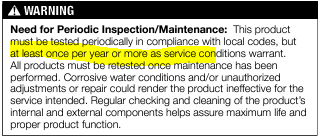 WARNING
Need for Periodic Inspection/Maintenance: This product
must be tested periodically in compliance with local codes, but
at least once per year or more as service conditions warrant.
All products must be retested once maintenance has been
performed. Corrosive water conditions and/or unauthorized
adjustments or repair could render the product ineffective for the
service intended. Regular checking and cleaning of the product's
internal and external components helps assure maximum life and
proper product function.